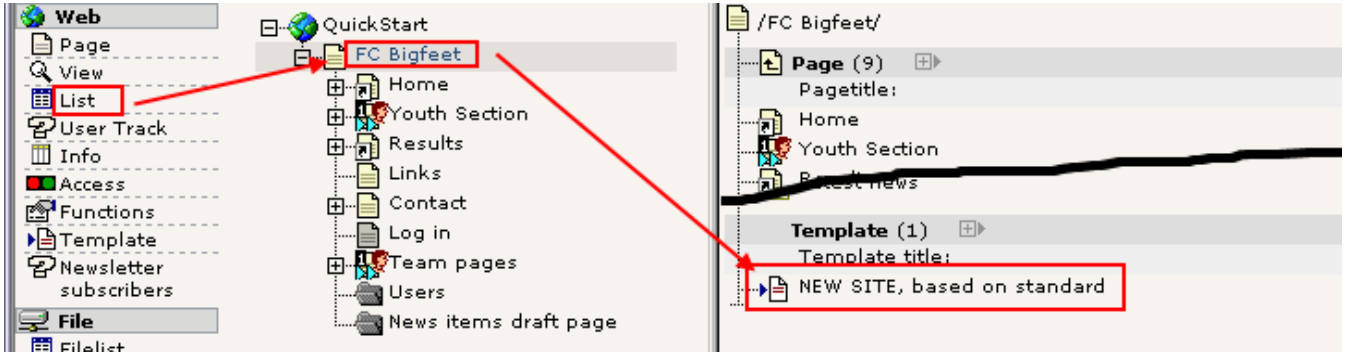 Web
Page
View
List
User Track
Info
Access
Functions
Template
Newsletter
subscribers
File
Filelist
QuickStart
FC Bigfeet
Home
Youth Section
Results
Links
Contact
Log in
Team pages
Users
News items draft page
/FC Bigfeet/
Page (9)
Pagetitle:
Home
Youth Section
news
Template (1)
Template title:
NEW SITE, based on standard